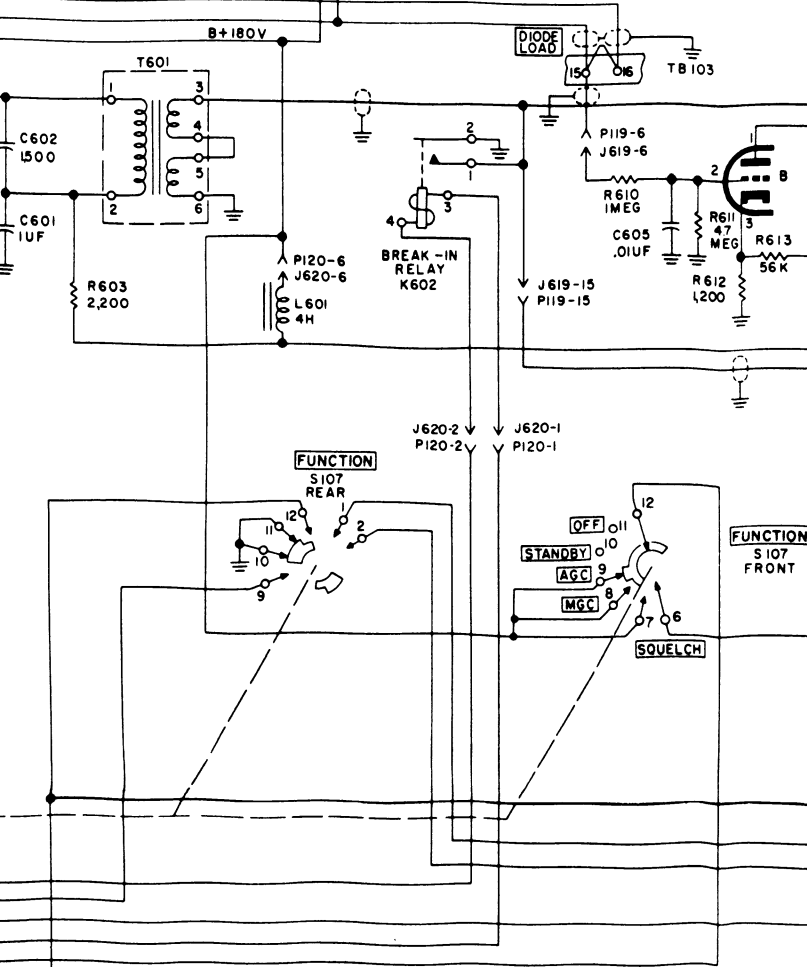 B+180V
DIODE
LOAD
15
16
TB103
T601
1
3
4
5
2
6
C602
1500
C601
1UF
R603
2,200
P120-6
J620-6
L601
4H
2
1
3
4
BREAK-IN
RELAY
K602
P119-6
J619-6
R610
1MEG
C605
.01UF
R611
4.7
MEG
1
2
B
3
R613
56K
R612
1,200
J619-15
P119-15
J620-2
P120-2
J620-1
P120-1
FUNCTION
S107
REAR
12
1
11
2
10
9
12
OFF
11
STANDBY
10
AGC
9
MGC
8
7
6
SQUELCH
FUNCTION
S107
FRONT